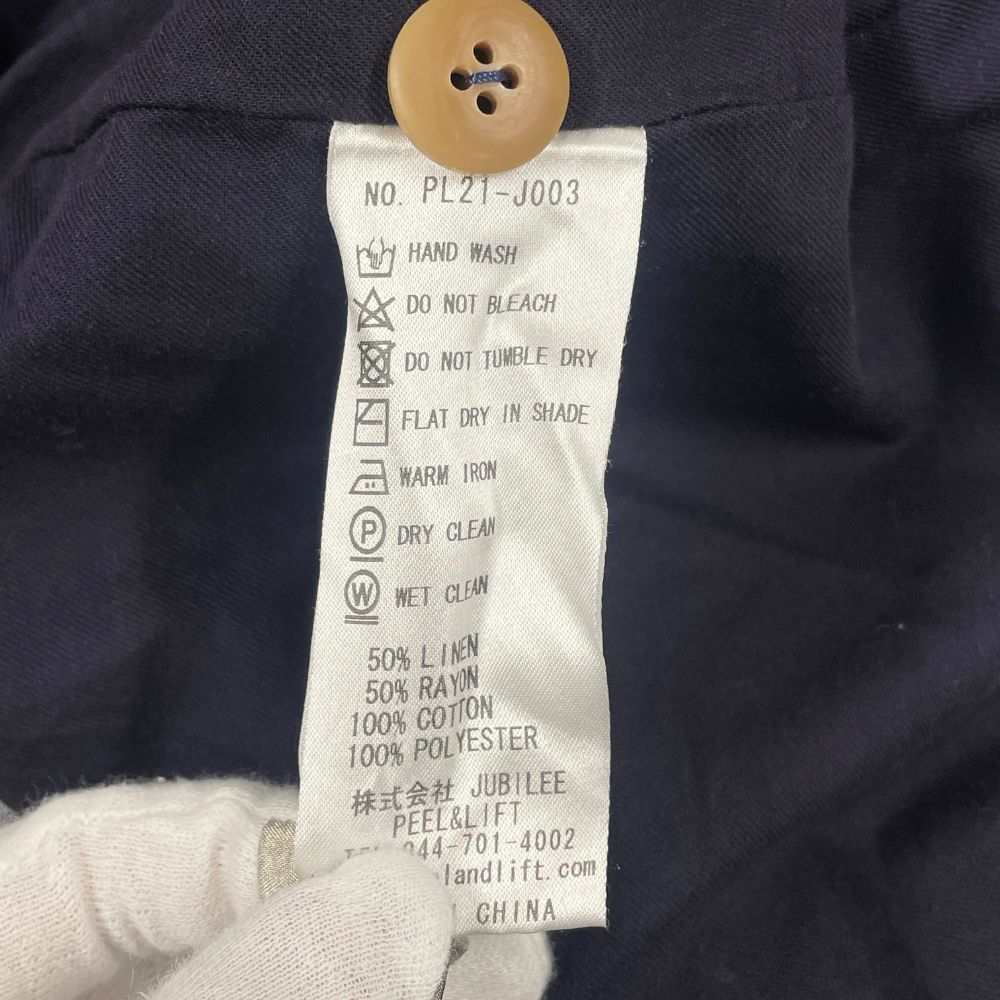 NO. PL21-J003
HAND WASH
DO NOT BLEACH
DO NOT TUMBLE DRY
FLAT DRY IN SHADE
WARM IRON
P DRY CLEAN
W WET CLEAN
50% LINEN
50% RAYON
100% COTTON
100% POLYESTER
株式会社 JUBILEE
PEEL&LIFT
44-701-4002
landlift.com
CHINA